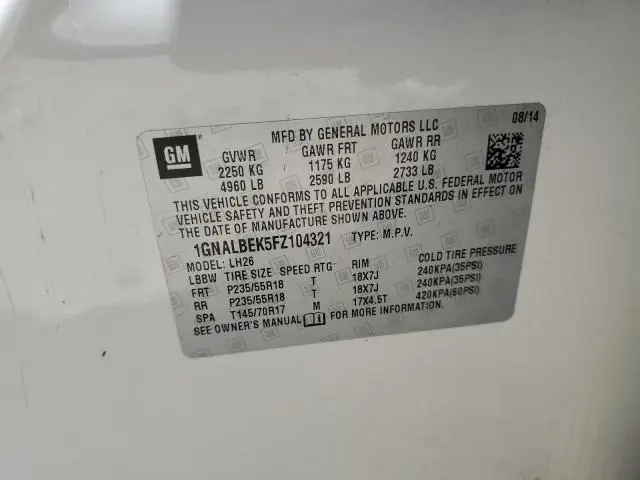 08/14
MFD BY GENERAL MOTORS LLC
GM
GVWR GAWR FRT GAWR RR
2250 KG 1175 KG 1240 KG
4960 LB 2590 LB 2733 LB
THIS VEHICLE CONFORMS TO ALL APPLICABLE U.S. FEDERAL MOTOR
VEHICLE SAFETY AND THEFT PREVENTION STANDARDS IN EFFECT ON
THE DATE OF MANUFACTURE SHOWN ABOVE.
1GNALBEK5FZ104321 TYPE: M.P.V.
MODEL: LH26
LBBW TIRE SIZE SPEED RTG RIM COLD TIRE PRESSURE
FRT P235/55R18 T 18X7J 240KPA(35PSI)
RR P235/55R18 T 18X7J 240KPA(35PSI)
SPA T145/70R17 M 17X4.5T 420KPA(60PSI)
SEE OWNER'S MANUAL FOR MORE INFORMATION.